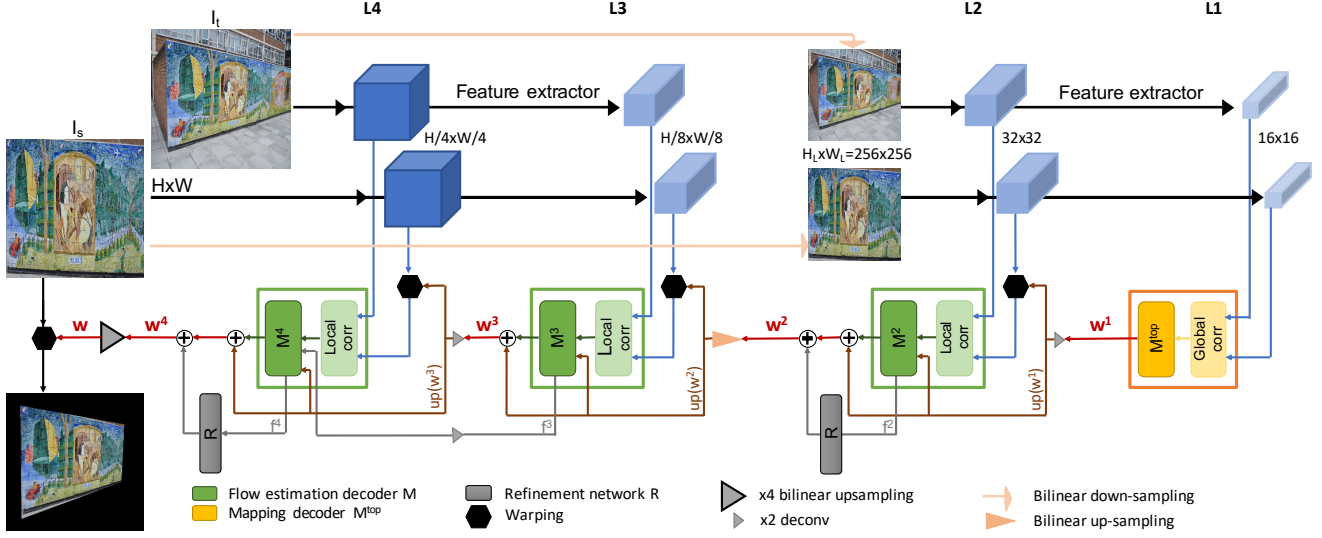 L4 L3 L2 L1
I_t
I_s
Feature extractor
Feature extractor
H/4xW/4
H/8xW/8
32x32
16x16
H_LxW_L=256x256
HxW
w w⁴ M⁴ Local corr w³ M³ Local corr w² M² Local corr w¹ Mᵗᵒᵖ Global corr
up(w³) up(w²) up(w¹)
R f⁴ f³ R f²
Flow estimation decoder M
Mapping decoder Mᵗᵒᵖ
Refinement network R
Warping
x4 bilinear upsampling
x2 deconv
Bilinear down-sampling
Bilinear up-sampling